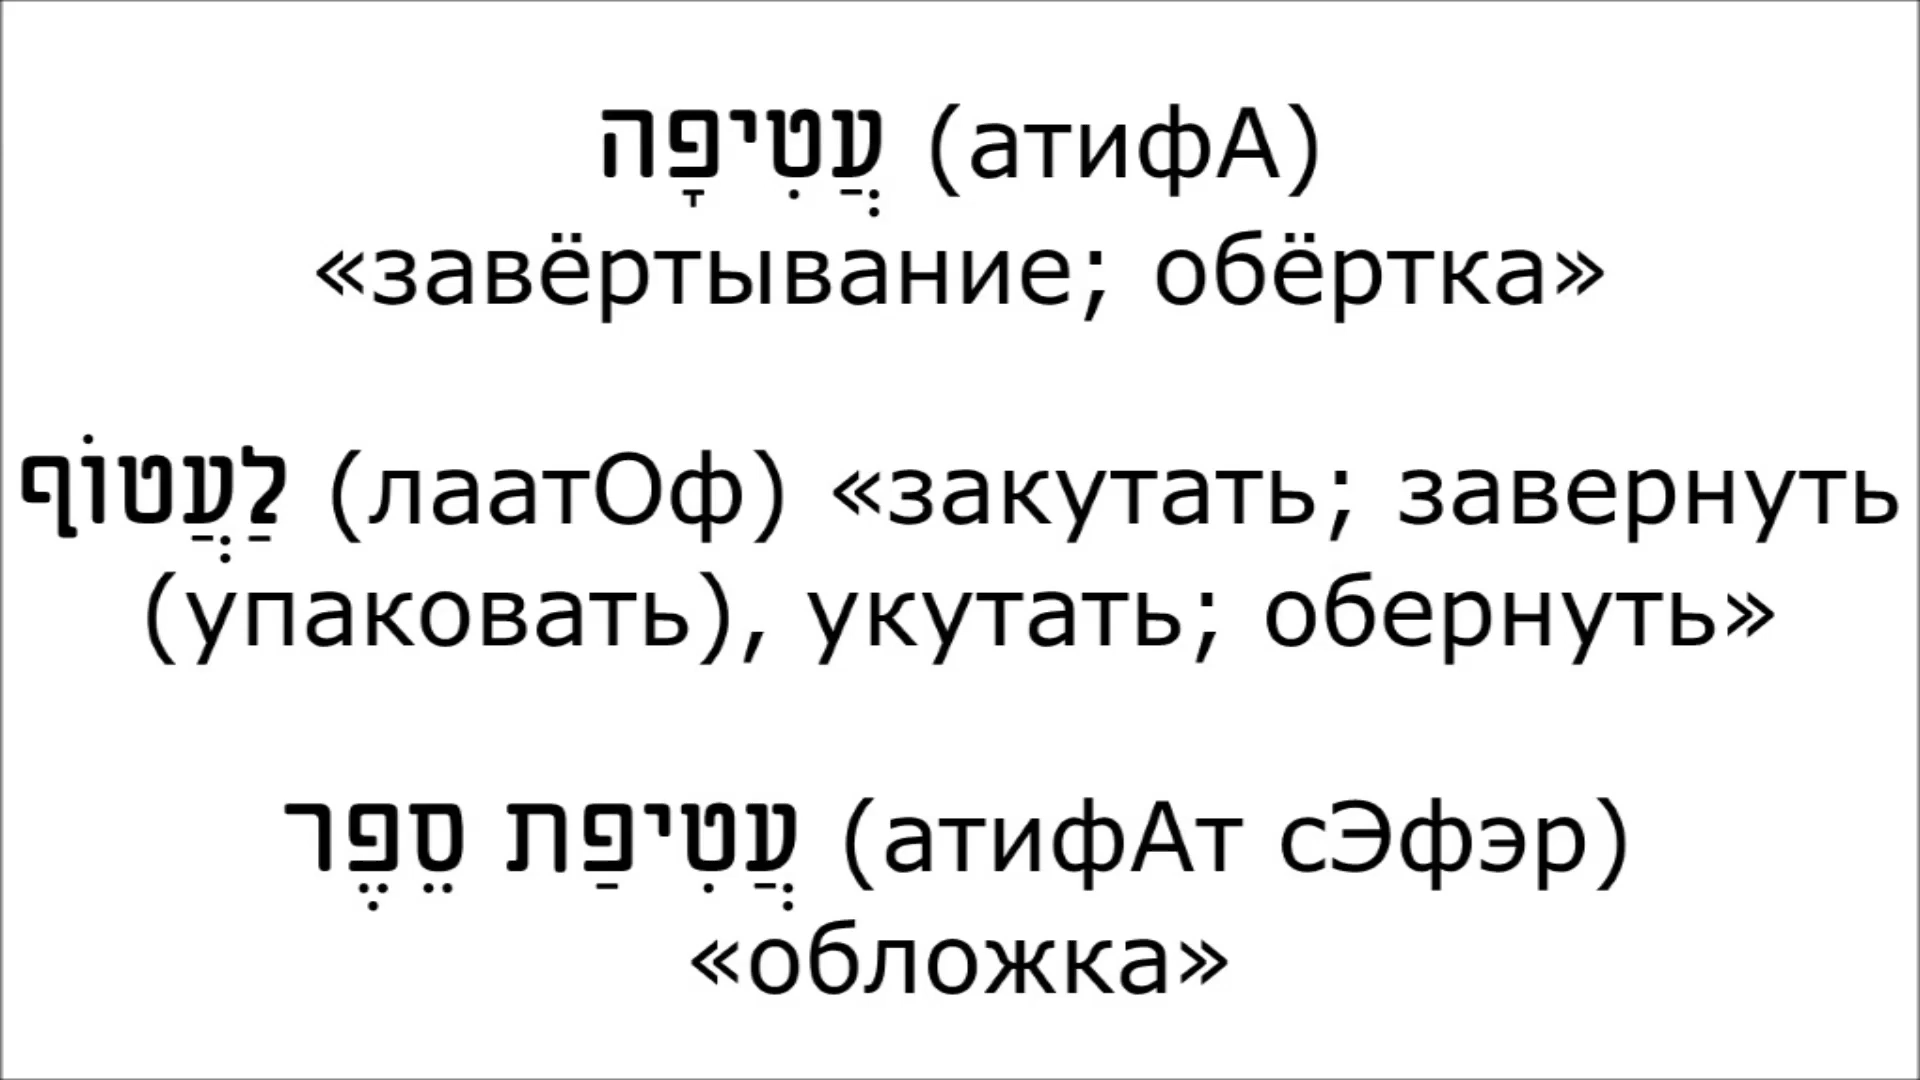 עֲטִיפָה (атифА)
«завёртывание; обёртка»
לַעֲטוֹף (лаатОф) «закутать; завернуть
(упаковать), укутать; обернуть»
עֲטִיפַת סֵפֶר (атифАт сЭфэр)
«обложка»